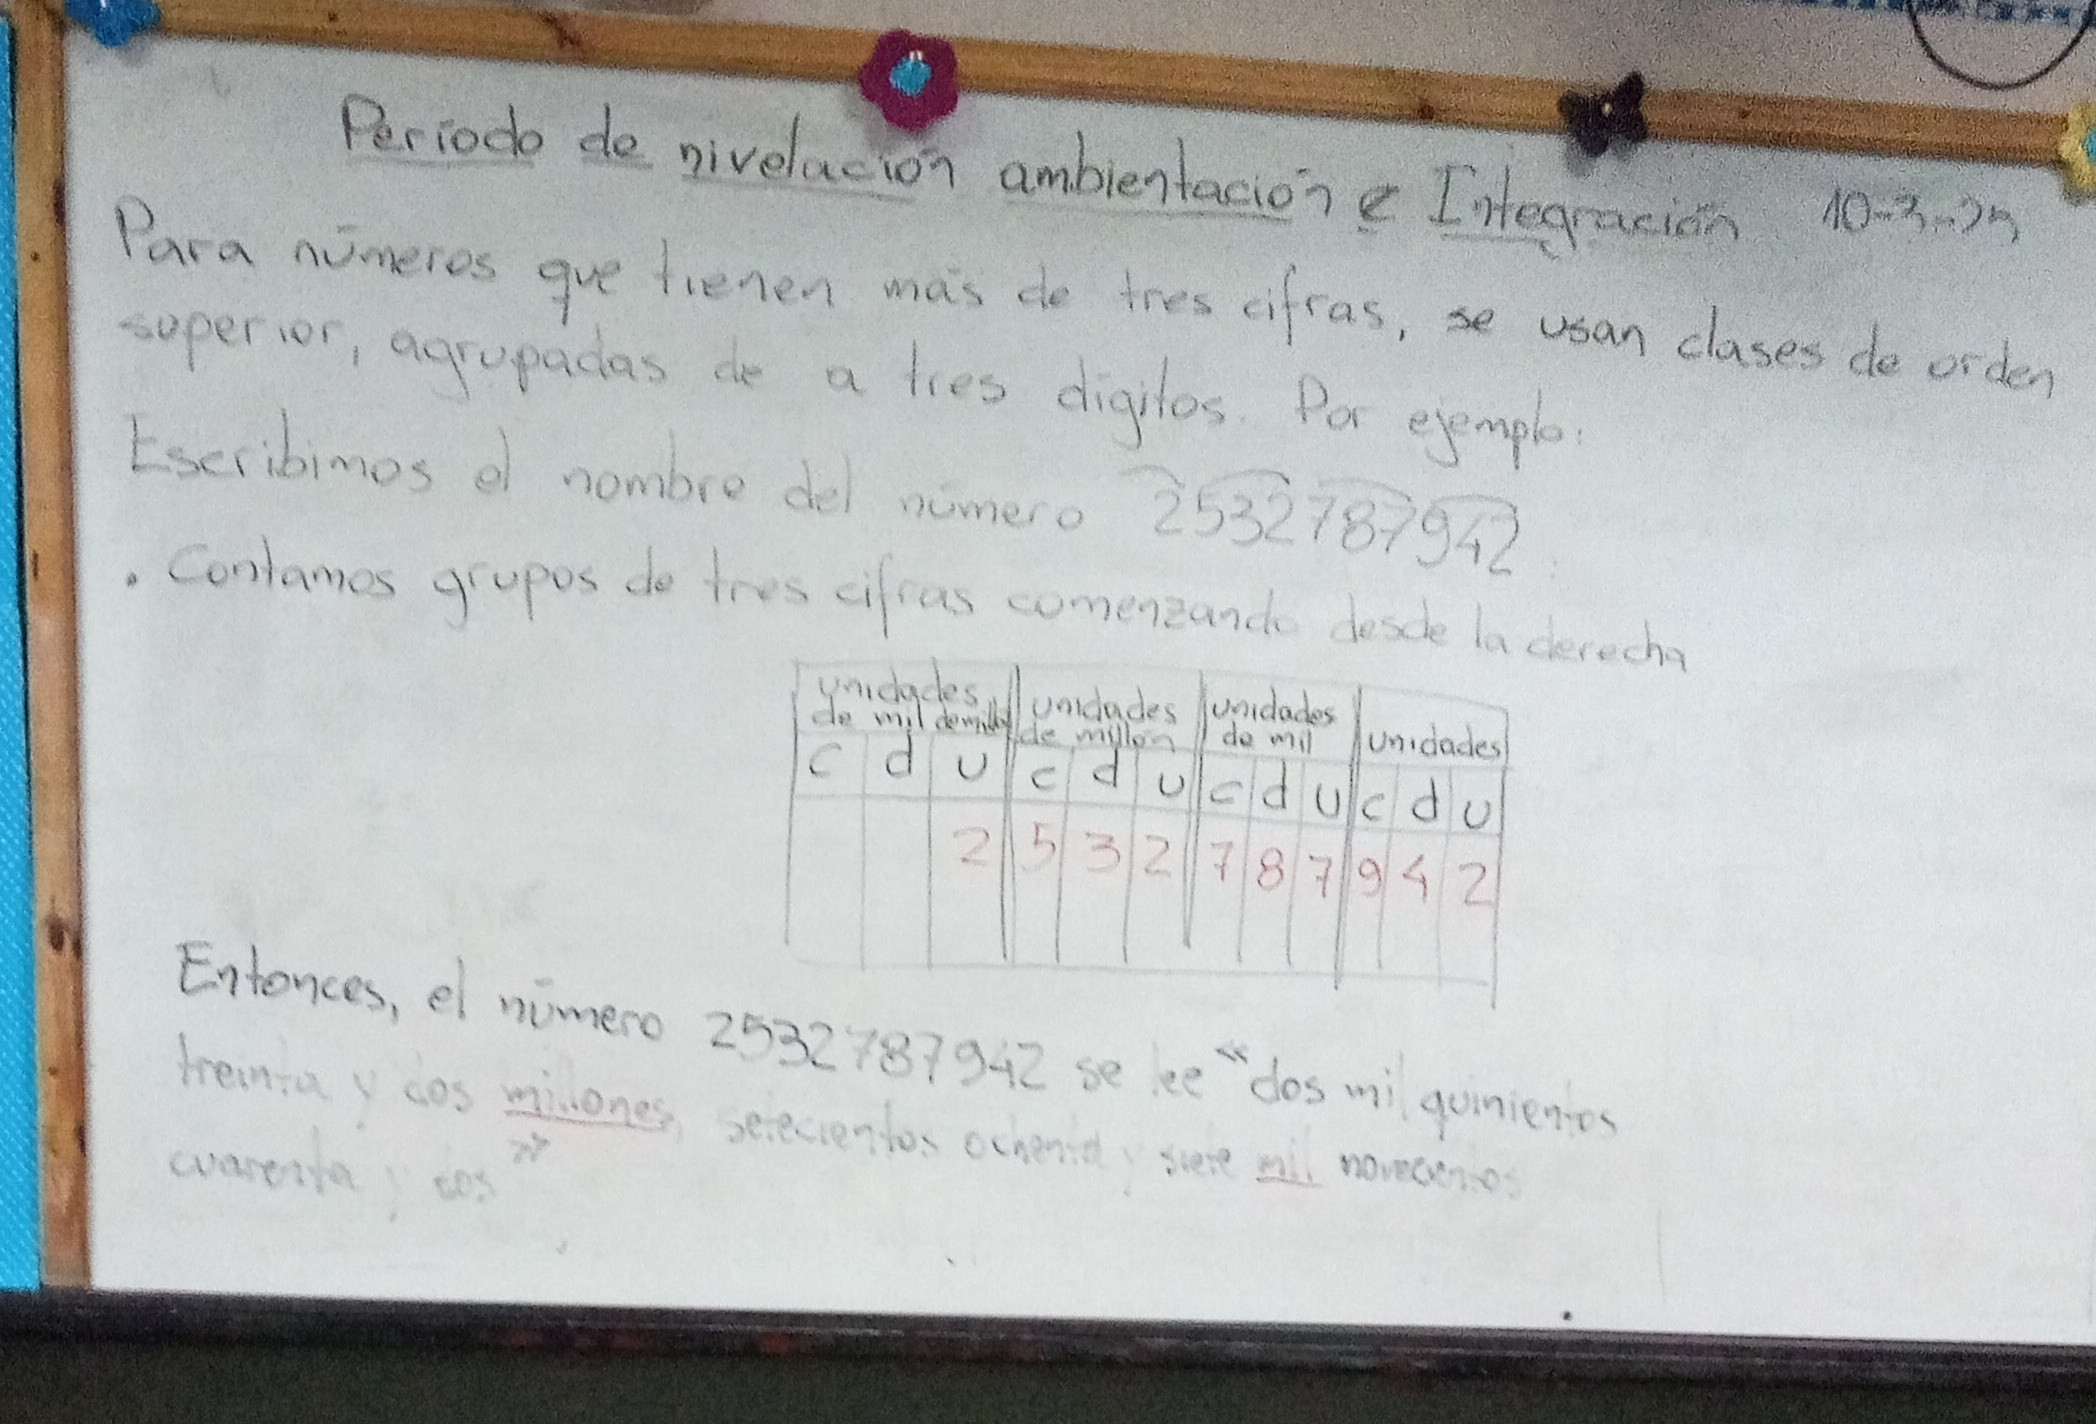 Periodo de nivelación ambientación e Integración 10-3-25
Para números que tienen más de tres cifras, se usan clases de orden
superior, agrupadas de a tres dígitos. Por ejemplo:
Escribimos el nombre del número 2532787942:
• Contamos grupos de tres cifras comenzando desde la derecha
unidades de mil de millón unidades de millón unidades de mil unidades
c d u c d u c d u c d u
2 5 3 2 7 8 7 9 4 2
Entonces, el número 2532787942 se lee "dos mil quinientos
treinta y dos millones, setecientos ochenta y siete mil novecientos
cuarenta y dos"